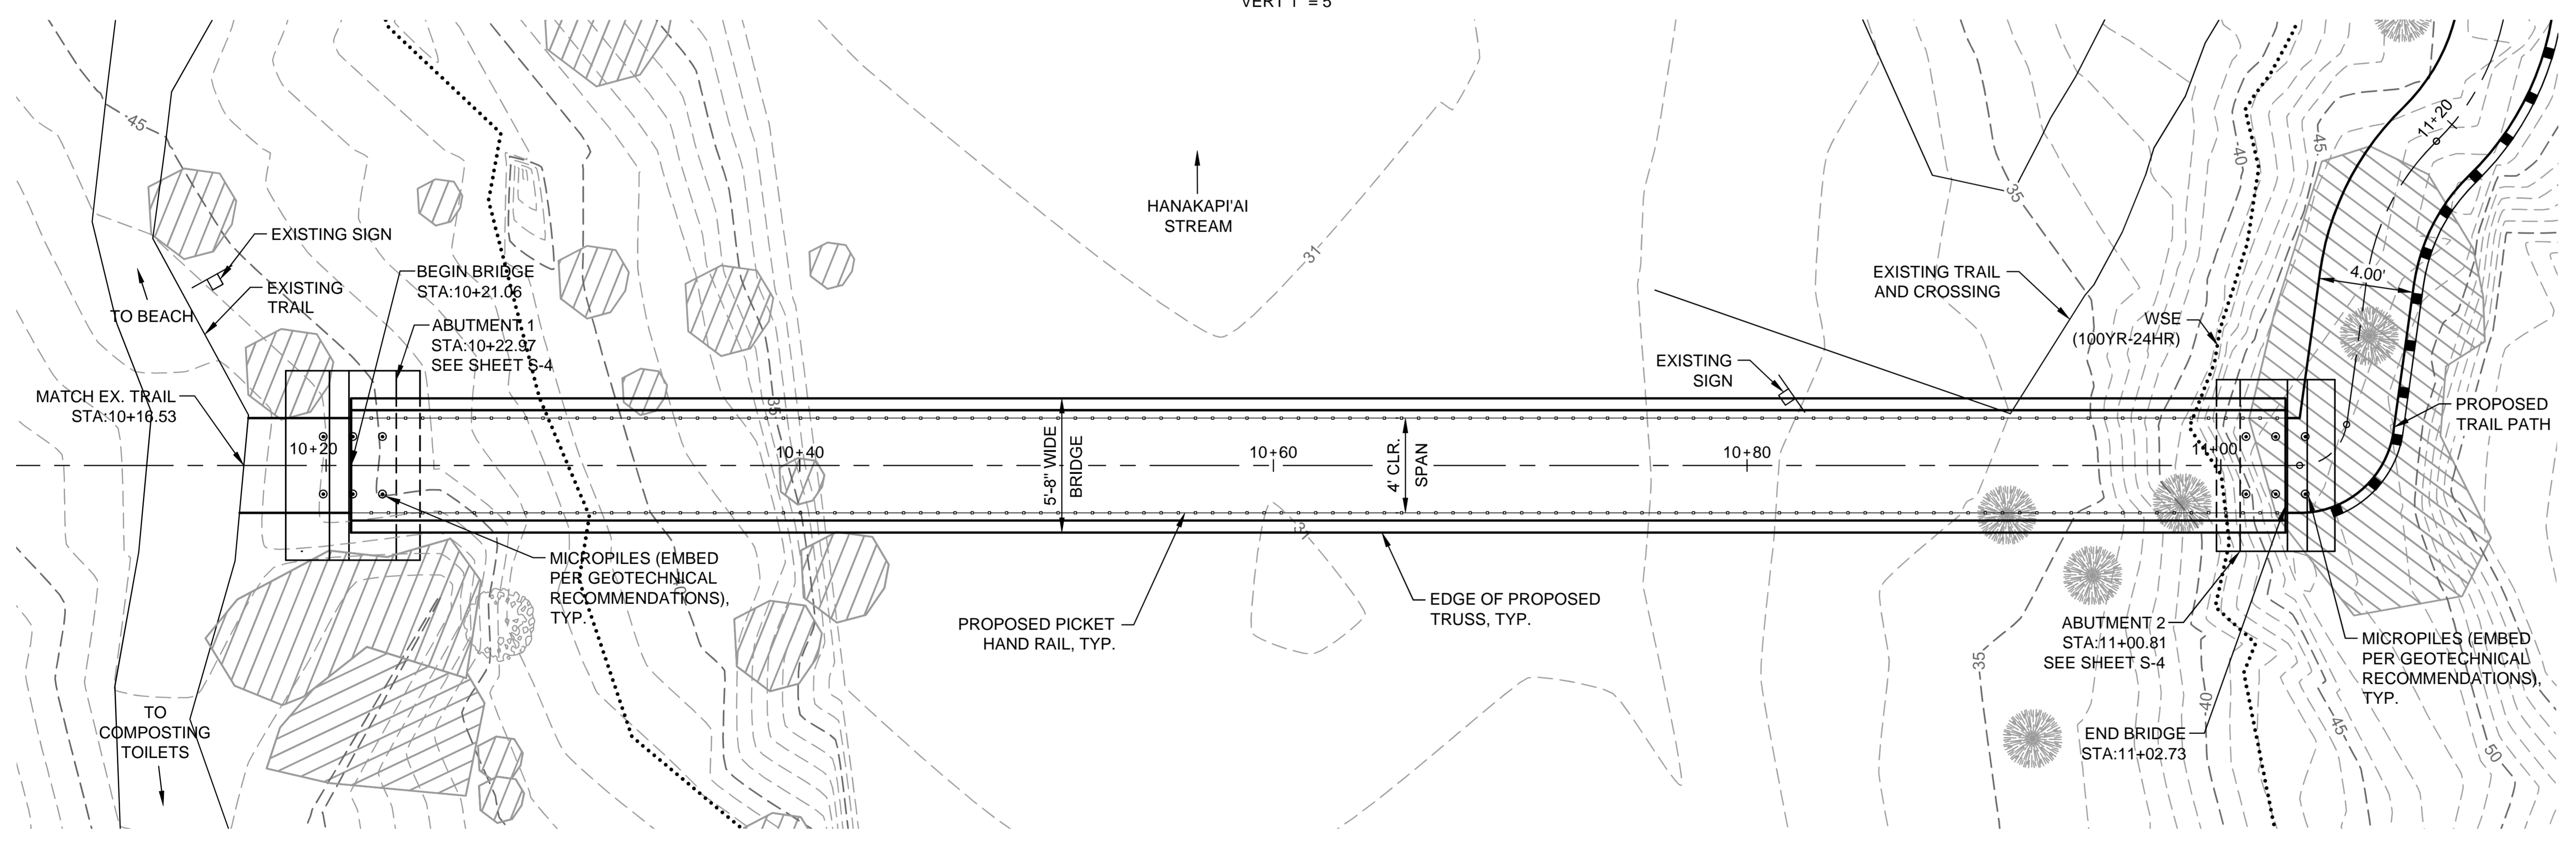 VERT 1" = 5'
45
EXISTING SIGN
EXISTING
TRAIL
TO BEACH
BEGIN BRIDGE
STA:10+21.06
ABUTMENT 1
STA:10+22.97
SEE SHEET S-4
MATCH EX. TRAIL
STA:10+16.53
10+20
35
10+40
5'-8" WIDE
BRIDGE
HANAKAPI'AI
STREAM
31
10+60
4' CLR.
SPAN
EXISTING
SIGN
10+80
EXISTING TRAIL
AND CROSSING
35
WSE
(100YR-24HR)
40
45
11+20
4.00'
11+00
PROPOSED
TRAIL PATH
MICROPILES (EMBED
PER GEOTECHNICAL
RECOMMENDATIONS),
TYP.
40
PROPOSED PICKET
HAND RAIL, TYP.
31
EDGE OF PROPOSED
TRUSS, TYP.
35
ABUTMENT 2
STA:11+00.81
SEE SHEET S-4
40
END BRIDGE
STA:11+02.73
MICROPILES (EMBED
PER GEOTECHNICAL
RECOMMENDATIONS),
TYP.
45
50
TO
COMPOSTING
TOILETS